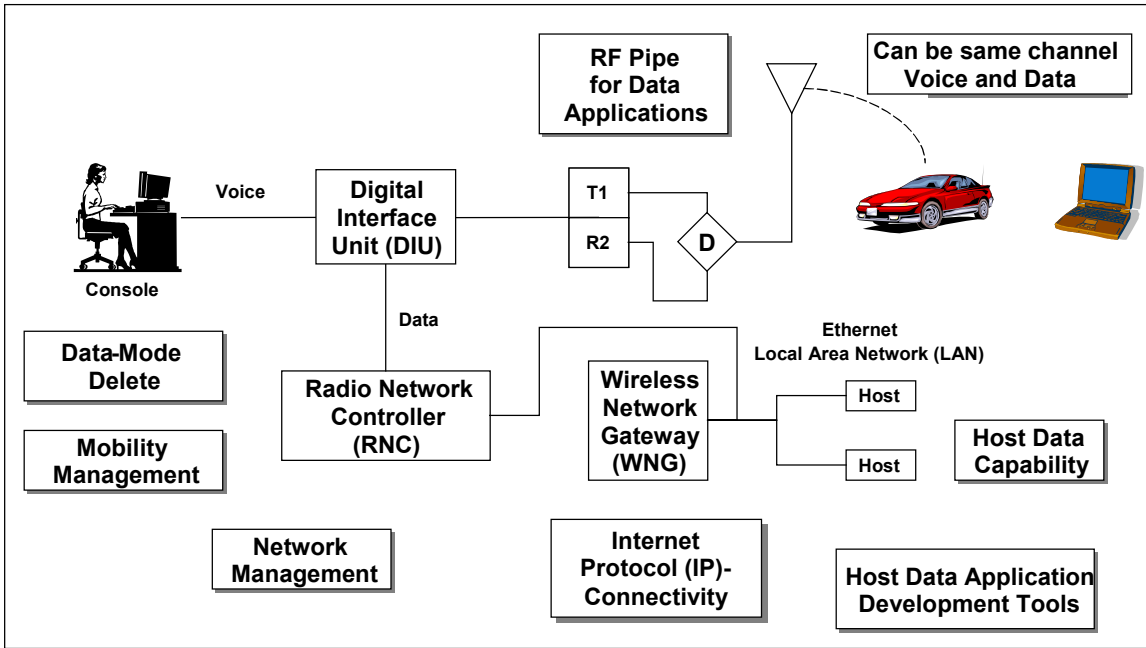 RF Pipe
for Data
Applications
Can be same channel
Voice and Data
Voice
Digital
Interface
Unit (DIU)
T1
R2
D
Console
Data
Ethernet
Local Area Network (LAN)
Data-Mode
Delete
Radio Network
Controller
(RNC)
Wireless
Network
Gateway
(WNG)
Host
Host
Mobility
Management
Host Data
Capability
Network
Management
Internet
Protocol (IP)-
Connectivity
Host Data Application
Development Tools